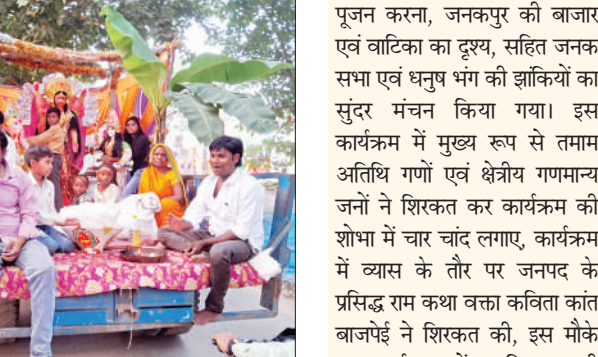 पूजन करना, जनकपुर की बाजार
एवं वाटिका का दृश्य, सहित जनक
सभा एवं धनुष भंग की झांकियों का
सुंदर मंचन किया गया। इस
कार्यक्रम में मुख्य रूप से तमाम
अतिथि गणों एवं क्षेत्रीय गणमान्य
जनों ने शिरकत कर कार्यक्रम की
शोभा में चार चांद लगाए, कार्यक्रम
में व्यास के तौर पर जनपद के
प्रसिद्ध राम कथा वक्ता कविता कांत
बाजपेई ने शिरकत की, इस मौके